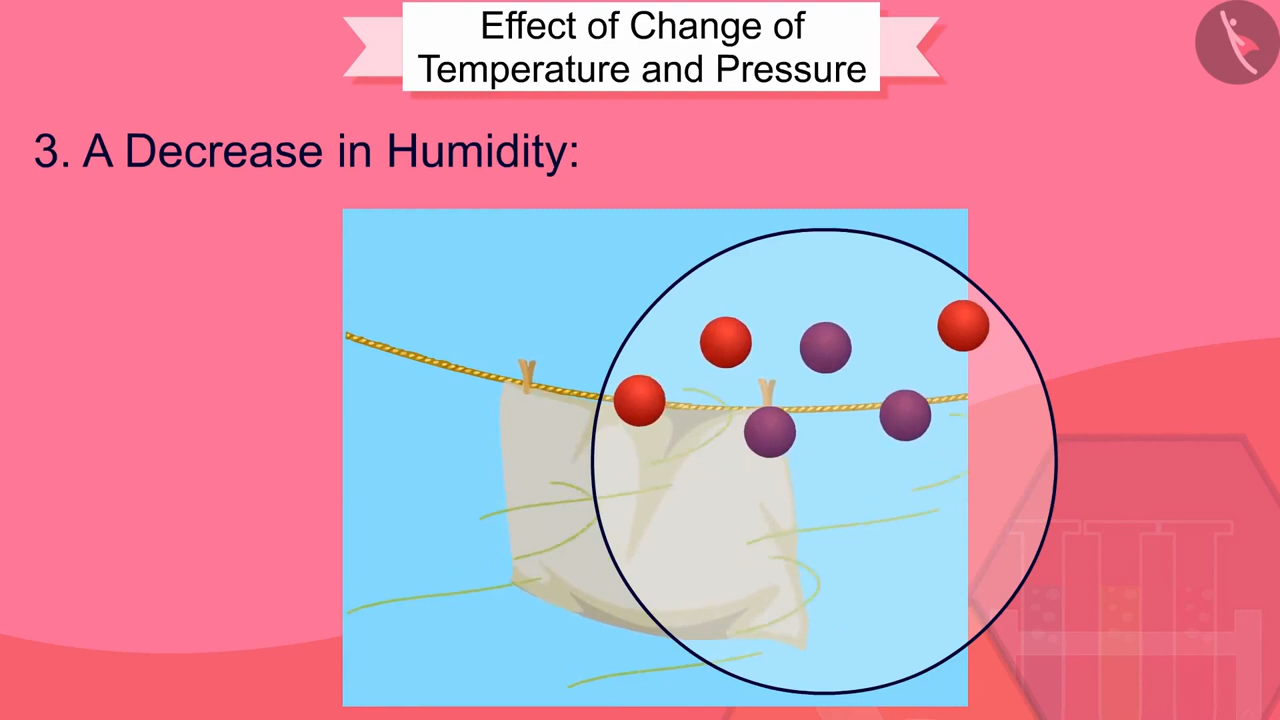 Effect of Change of
Temperature and Pressure
3. A Decrease in Humidity: